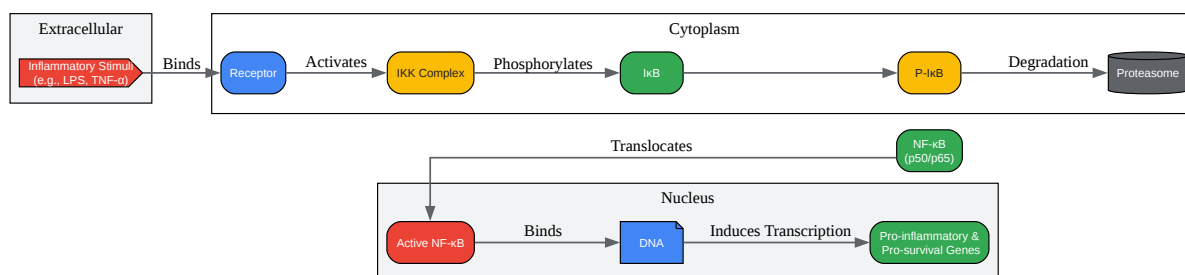 Extracellular
Cytoplasm
Inflammatory Stimuli
(e.g., LPS, TNF-α)
Binds
Receptor
Activates
IKK Complex
Phosphorylates
IκB
P-IκB
Degradation
Proteasome
Translocates
NF-κB
(p50/p65)
Nucleus
Active NF-κB
Binds
DNA
Induces Transcription
Pro-inflammatory &
Pro-survival Genes